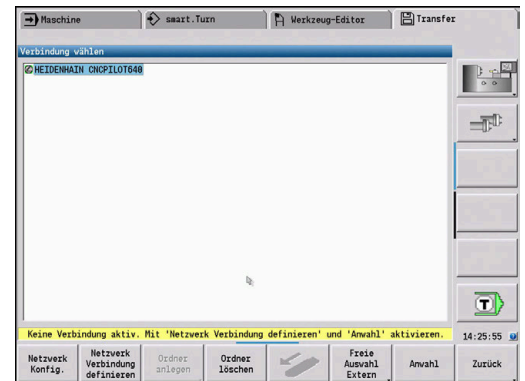 Maschine
smart.Turn
Werkzeug-Editor
Transfer
Verbindung wählen
HEIDENHAIN CNCPILOT640
Keine Verbindung aktiv. Mit 'Netzwerk Verbindung definieren' und 'Anwahl' aktivieren.
14:25:55
Netzwerk
Konfig.
Netzwerk
Verbindung
definieren
Ordner
anlegen
Ordner
löschen
Freie
Auswahl
Extern
Anwahl
Zurück
T